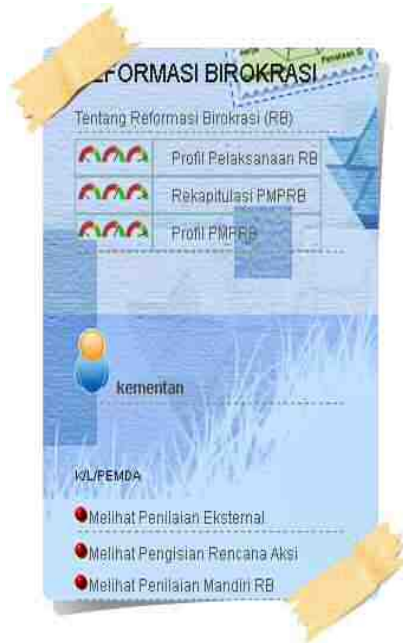 Penataan S
REFORMASI BIROKRASI
Tentang Reformasi Birokrasi (RB)
Profil Pelaksanaan RB
Rekapitulasi PMPRB
Profil PMPRB
kementan
K/L/PEMDA
Melihat Penilaian Eksternal
Melihat Pengisian Rencana Aksi
Melihat Penilaian Mandiri RB